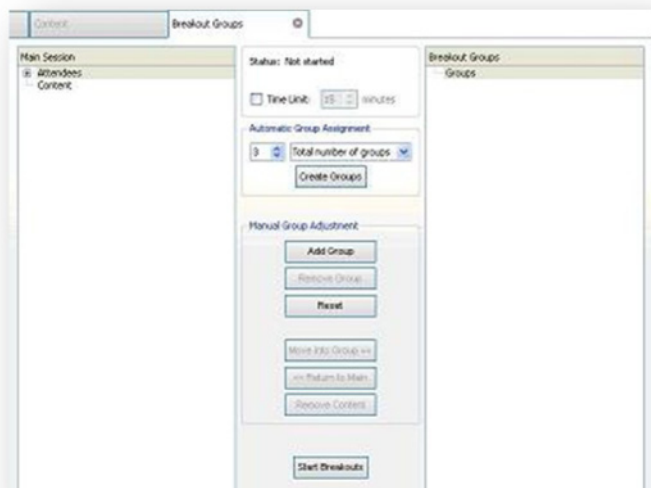 Content
Breakout Groups
Main Session
Attendees
Content
Status: Not started
Time Limit: 15 minutes
Automatic Group Assignment
3 Total number of groups
Create Groups
Manual Group Adjustment
Add Group
Remove Group
Reset
Move into Group >>
<< Return to Main
Remove Content
Start Breakouts
Breakout Groups
Groups